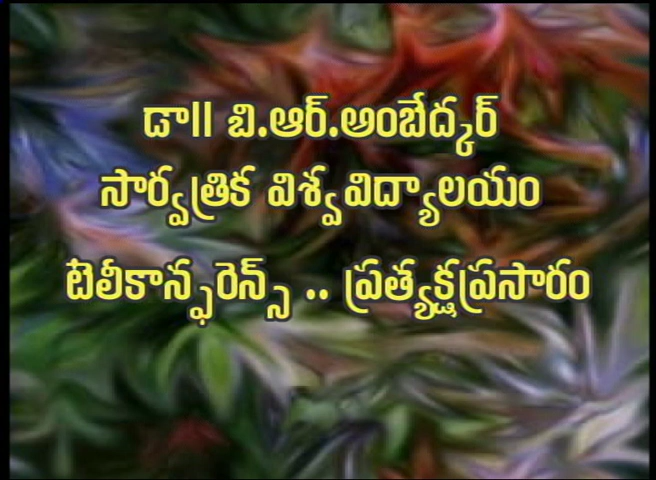 డా॥ బి.ఆర్.అంబేద్కర్
సార్వత్రిక విశ్వవిద్యాలయం
టెలీకాన్ఫరెన్స్ .. ప్రత్యక్షప్రసారం